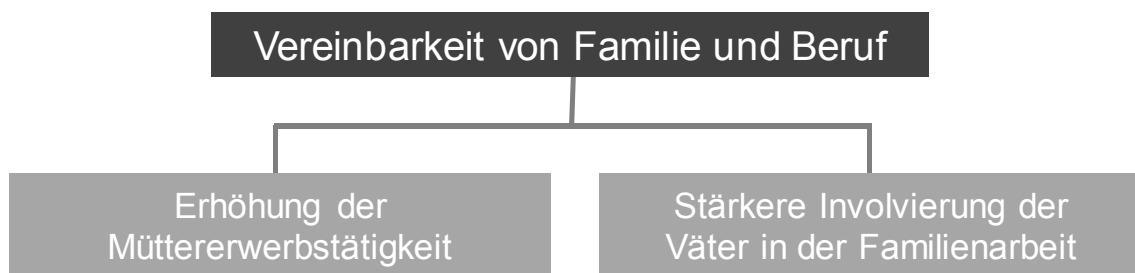 Vereinbarkeit von Familie und Beruf
Erhöhung der
Müttererwerbstätigkeit
Stärkere Involvierung der
Väter in der Familienarbeit